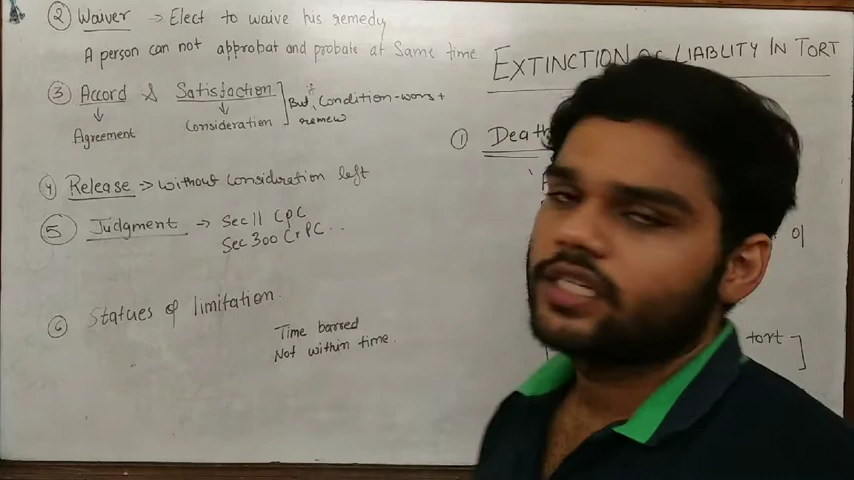 ② Waiver → Elect to waive his remedy
A person can not approbat and probate at Same time
③ Accord & Satisfaction
Agreement
Consideration
But, if Condition-
④ Release → without consideration left
⑤ Judgment → Sec 11 CPC
Sec 300 CrPC..
⑥ Statues of limitation.
Time barred
Not within time.
EXTINCTION OF LIABLITY IN TORT
① Death
tort